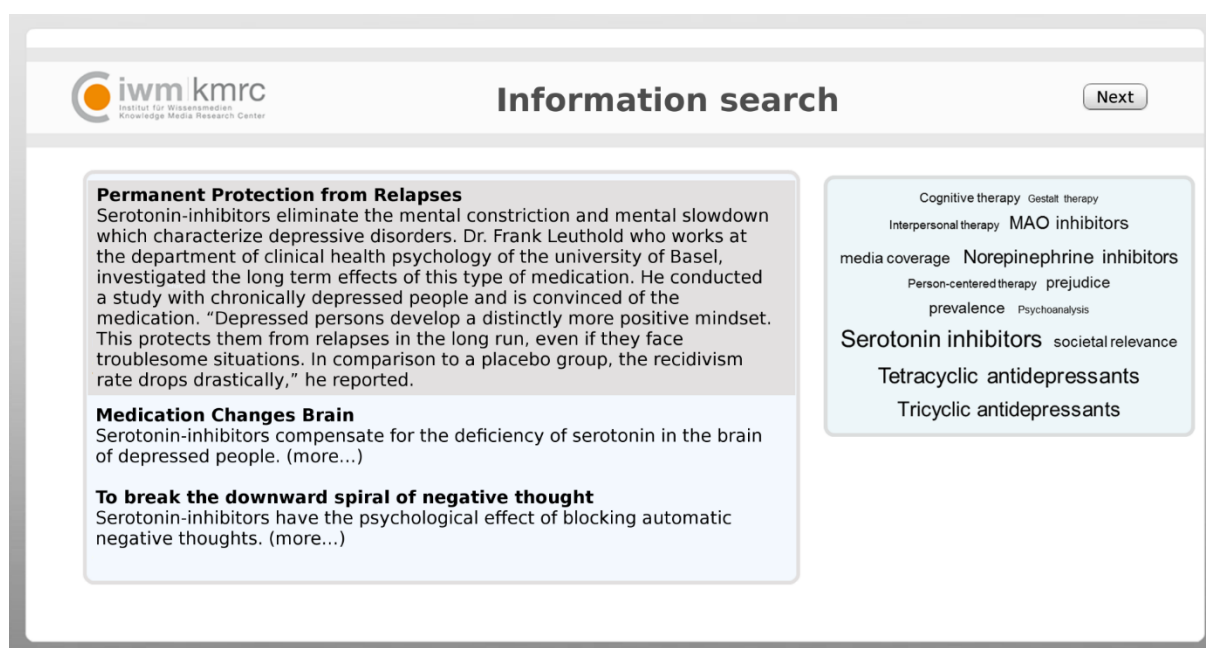 iwm kmrc
Institut für Wissensmedien
Knowledge Media Research Center
Information search
Next
Permanent Protection from Relapses
Serotonin-inhibitors eliminate the mental constriction and mental slowdown
which characterize depressive disorders. Dr. Frank Leuthold who works at
the department of clinical health psychology of the university of Basel,
investigated the long term effects of this type of medication. He conducted
a study with chronically depressed people and is convinced of the
medication. “Depressed persons develop a distinctly more positive mindset.
This protects them from relapses in the long run, even if they face
troublesome situations. In comparison to a placebo group, the recidivism
rate drops drastically,” he reported.
Medication Changes Brain
Serotonin-inhibitors compensate for the deficiency of serotonin in the brain
of depressed people. (more...)
To break the downward spiral of negative thought
Serotonin-inhibitors have the psychological effect of blocking automatic
negative thoughts. (more...)
Cognitive therapy Gestalt therapy
Interpersonal therapy MAO inhibitors
media coverage Norepinephrine inhibitors
Person-centered therapy prejudice
prevalence Psychoanalysis
Serotonin inhibitors societal relevance
Tetracyclic antidepressants
Tricyclic antidepressants